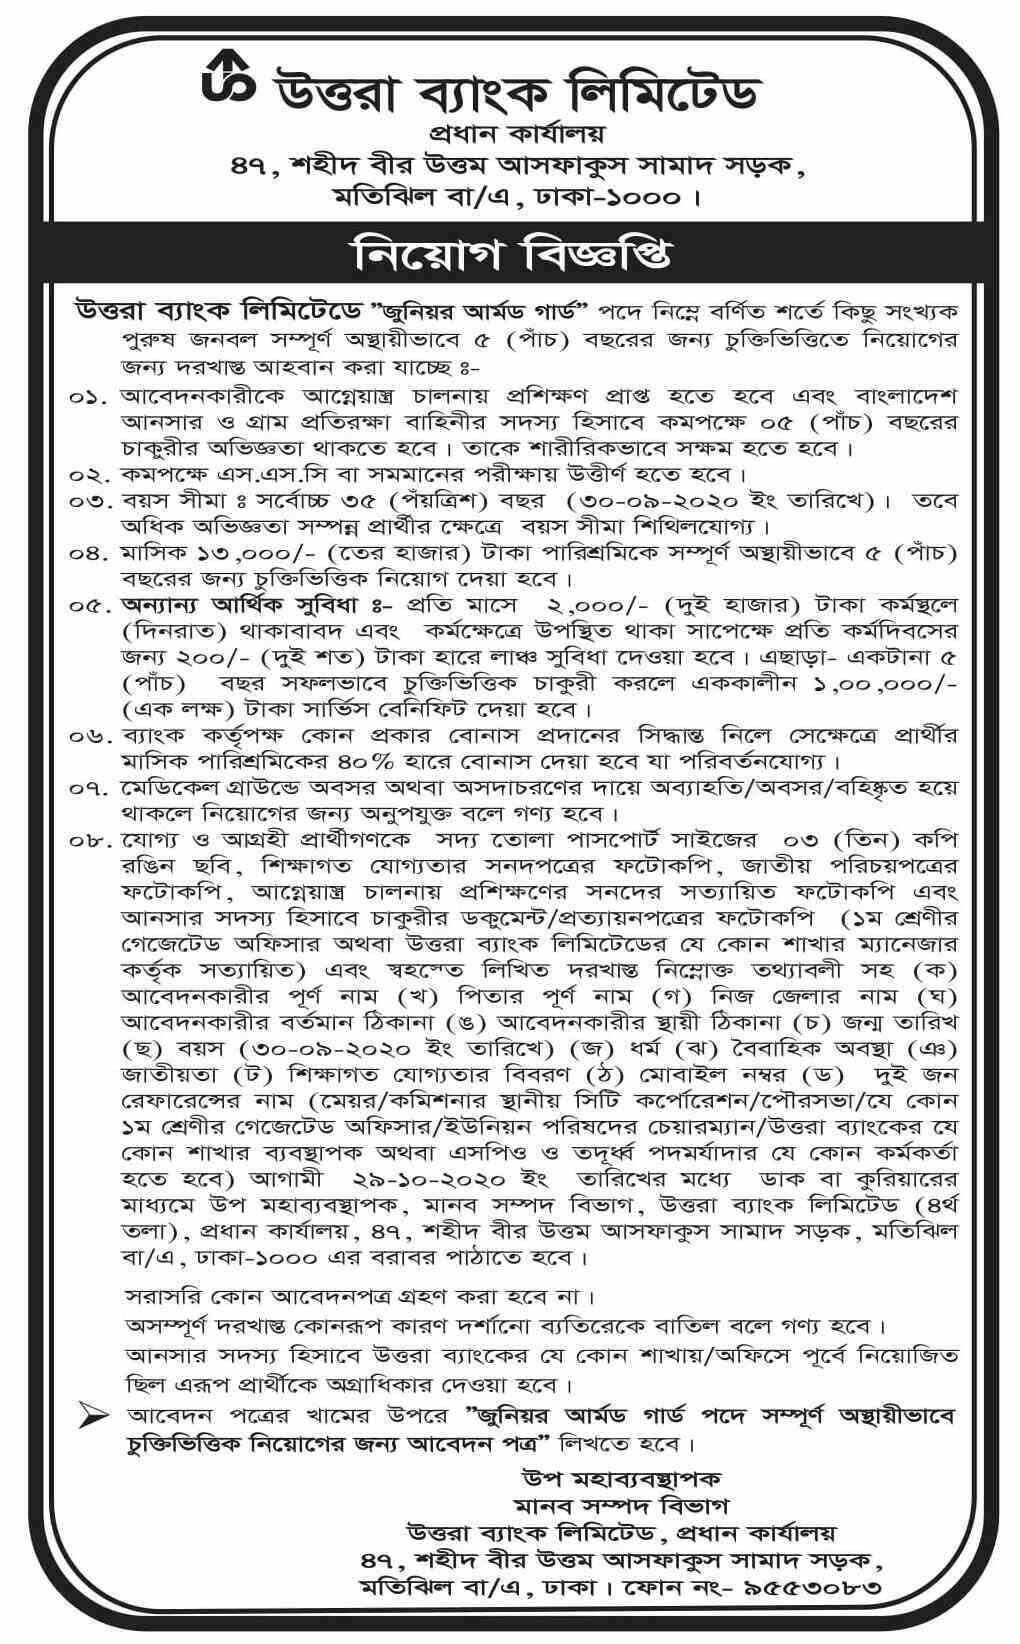 উত্তরা ব্যাংক লিমিটেড
প্রধান কার্যালয়
৪৭, শহীদ বীর উত্তম আসফাকুস সামাদ সড়ক,
মতিঝিল বা/এ, ঢাকা-১০০০।
নিয়োগ বিজ্ঞপ্তি
উত্তরা ব্যাংক লিমিটেডে ”জুনিয়র আর্মড গার্ড” পদে নিম্নে বর্ণিত শর্তে কিছু সংখ্যক
পুরুষ জনবল সম্পূর্ণ অস্থায়ীভাবে ৫ (পাঁচ) বছরের জন্য চুক্তিভিত্তিতে নিয়োগের
জন্য দরখাস্ত আহবান করা যাচ্ছে ঃ-
০১. আবেদনকারীকে আগ্নেয়াস্ত্র চালনায় প্রশিক্ষণ প্রাপ্ত হতে হবে এবং বাংলাদেশ
আনসার ও গ্রাম প্রতিরক্ষা বাহিনীর সদস্য হিসাবে কমপক্ষে ০৫ (পাঁচ) বছরের
চাকুরীর অভিজ্ঞতা থাকতে হবে। তাকে শারীরিকভাবে সক্ষম হতে হবে।
০২. কমপক্ষে এস.এস.সি বা সমমানের পরীক্ষায় উত্তীর্ণ হতে হবে।
০৩. বয়স সীমা ঃ সর্বোচ্চ ৩৫ (পঁয়ত্রিশ) বছর (৩০-০৯-২০২০ ইং তারিখে)। তবে
অধিক অভিজ্ঞতা সম্পন্ন প্রার্থীর ক্ষেত্রে বয়স সীমা শিথিলযোগ্য।
০৪. মাসিক ১৩,০০০/- (তের হাজার) টাকা পারিশ্রমিকে সম্পূর্ণ অস্থায়ীভাবে ৫ (পাঁচ)
বছরের জন্য চুক্তিভিত্তিক নিয়োগ দেয়া হবে।
০৫. অন্যান্য আর্থিক সুবিধা ঃ- প্রতি মাসে ২,০০০/- (দুই হাজার) টাকা কর্মস্থলে
(দিনরাত) থাকাবাবদ এবং কর্মক্ষেত্রে উপস্থিত থাকা সাপেক্ষে প্রতি কর্মদিবসের
জন্য ২০০/- (দুই শত) টাকা হারে লাঞ্চ সুবিধা দেওয়া হবে। এছাড়া- একটানা ৫
(পাঁচ) বছর সফলভাবে চুক্তিভিত্তিক চাকুরী করলে এককালীন ১,০০,০০০/-
(এক লক্ষ) টাকা সার্ভিস বেনিফিট দেয়া হবে।
০৬. ব্যাংক কর্তৃপক্ষ কোন প্রকার বোনাস প্রদানের সিদ্ধান্ত নিলে সেক্ষেত্রে প্রার্থীর
মাসিক পারিশ্রমিকের ৪০% হারে বোনাস দেয়া হবে যা পরিবর্তনযোগ্য।
০৭. মেডিকেল গ্রাউন্ডে অবসর অথবা অসদাচরণের দায়ে অব্যাহতি/অবসর/বহিষ্কৃত হয়ে
থাকলে নিয়োগের জন্য অনুপযুক্ত বলে গণ্য হবে।
০৮. যোগ্য ও আগ্রহী প্রার্থীগণকে সদ্য তোলা পাসপোর্ট সাইজের ০৩ (তিন) কপি
রঙিন ছবি, শিক্ষাগত যোগ্যতার সনদপত্রের ফটোকপি, জাতীয় পরিচয়পত্রের
ফটোকপি, আগ্নেয়াস্ত্র চালনায় প্রশিক্ষণের সনদের সত্যায়িত ফটোকপি এবং
আনসার সদস্য হিসাবে চাকুরীর ডকুমেন্ট/প্রত্যায়নপত্রের ফটোকপি (১ম শ্রেণীর
গেজেটেড অফিসার অথবা উত্তরা ব্যাংক লিমিটেডের যে কোন শাখার ম্যানেজার
কর্তৃক সত্যায়িত) এবং স্বহস্তে লিখিত দরখাস্ত নিম্নোক্ত তথ্যাবলী সহ (ক)
আবেদনকারীর পূর্ণ নাম (খ) পিতার পূর্ণ নাম (গ) নিজ জেলার নাম (ঘ)
আবেদনকারীর বর্তমান ঠিকানা (ঙ) আবেদনকারীর স্থায়ী ঠিকানা (চ) জন্ম তারিখ
(ছ) বয়স (৩০-০৯-২০২০ ইং তারিখে) (জ) ধর্ম (ঝ) বৈবাহিক অবস্থা (ঞ)
জাতীয়তা (ট) শিক্ষাগত যোগ্যতার বিবরণ (ঠ) মোবাইল নম্বর (ড) দুই জন
রেফারেন্সের নাম (মেয়র/কমিশনার স্থানীয় সিটি কর্পোরেশন/পৌরসভা/যে কোন
১ম শ্রেণীর গেজেটেড অফিসার/ইউনিয়ন পরিষদের চেয়ারম্যান/উত্তরা ব্যাংকের যে
কোন শাখার ব্যবস্থাপক অথবা এসপিও ও তদূর্ধ্ব পদমর্যাদার যে কোন কর্মকর্তা
হতে হবে) আগামী ২৯-১০-২০২০ ইং তারিখের মধ্যে ডাক বা কুরিয়ারের
মাধ্যমে উপ মহাব্যবস্থাপক, মানব সম্পদ বিভাগ, উত্তরা ব্যাংক লিমিটেড (৪র্থ
তলা), প্রধান কার্যালয়, ৪৭, শহীদ বীর উত্তম আসফাকুস সামাদ সড়ক, মতিঝিল
বা/এ, ঢাকা-১০০০ এর বরাবর পাঠাতে হবে।
সরাসরি কোন আবেদনপত্র গ্রহণ করা হবে না।
অসম্পূর্ণ দরখাস্ত কোনরূপ কারণ দর্শানো ব্যতিরেকে বাতিল বলে গণ্য হবে।
আনসার সদস্য হিসাবে উত্তরা ব্যাংকের যে কোন শাখায়/অফিসে পূর্বে নিয়োজিত
ছিল এরূপ প্রার্থীকে অগ্রাধিকার দেওয়া হবে।
➢ আবেদন পত্রের খামের উপরে ”জুনিয়র আর্মড গার্ড পদে সম্পূর্ণ অস্থায়ীভাবে
চুক্তিভিত্তিক নিয়োগের জন্য আবেদন পত্র” লিখতে হবে।
উপ মহাব্যবস্থাপক
মানব সম্পদ বিভাগ
উত্তরা ব্যাংক লিমিটেড, প্রধান কার্যালয়
৪৭, শহীদ বীর উত্তম আসফাকুস সামাদ সড়ক,
মতিঝিল বা/এ, ঢাকা। ফোন নং- ৯৫৫৩০৮৩